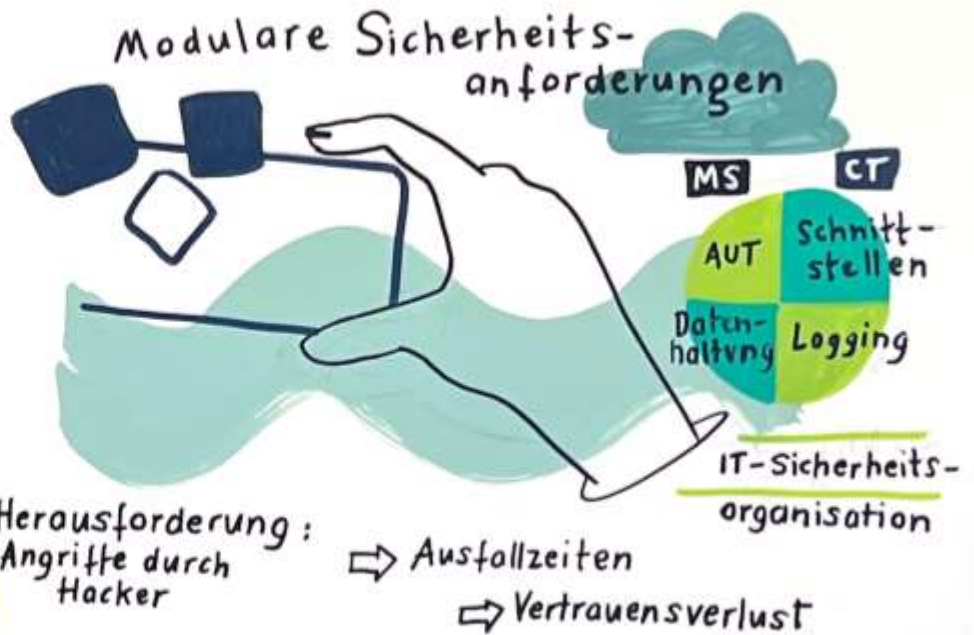 Modulare Sicherheits-
anforderungen
MS
CT
AUT
Schnitt-
stellen
Daten-
haltung
Logging
IT-Sicherheits-
organisation
Herausforderung:
Angriffe durch
Hacker
⇨ Ausfallzeiten
⇨ Vertrauensverlust